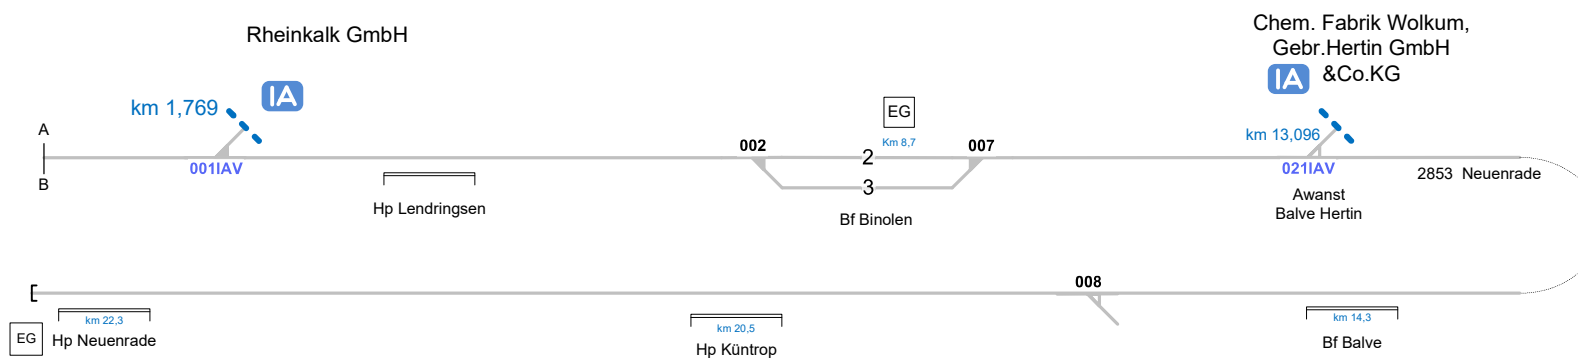 Rheinkalk GmbH
Chem. Fabrik Wolkum,
Gebr.Hertin GmbH
&Co.KG
IA
IA
km 1,769
EG
Km 8,7
km 13,096
A
B
001IAV
002
2
3
007
021IAV
2853 Neuenrade
Hp Lendringsen
Bf Binolen
Awanst
Balve Hertin
008
EG
km 22,3
Hp Neuenrade
km 20,5
Hp Küntrop
km 14,3
Bf Balve